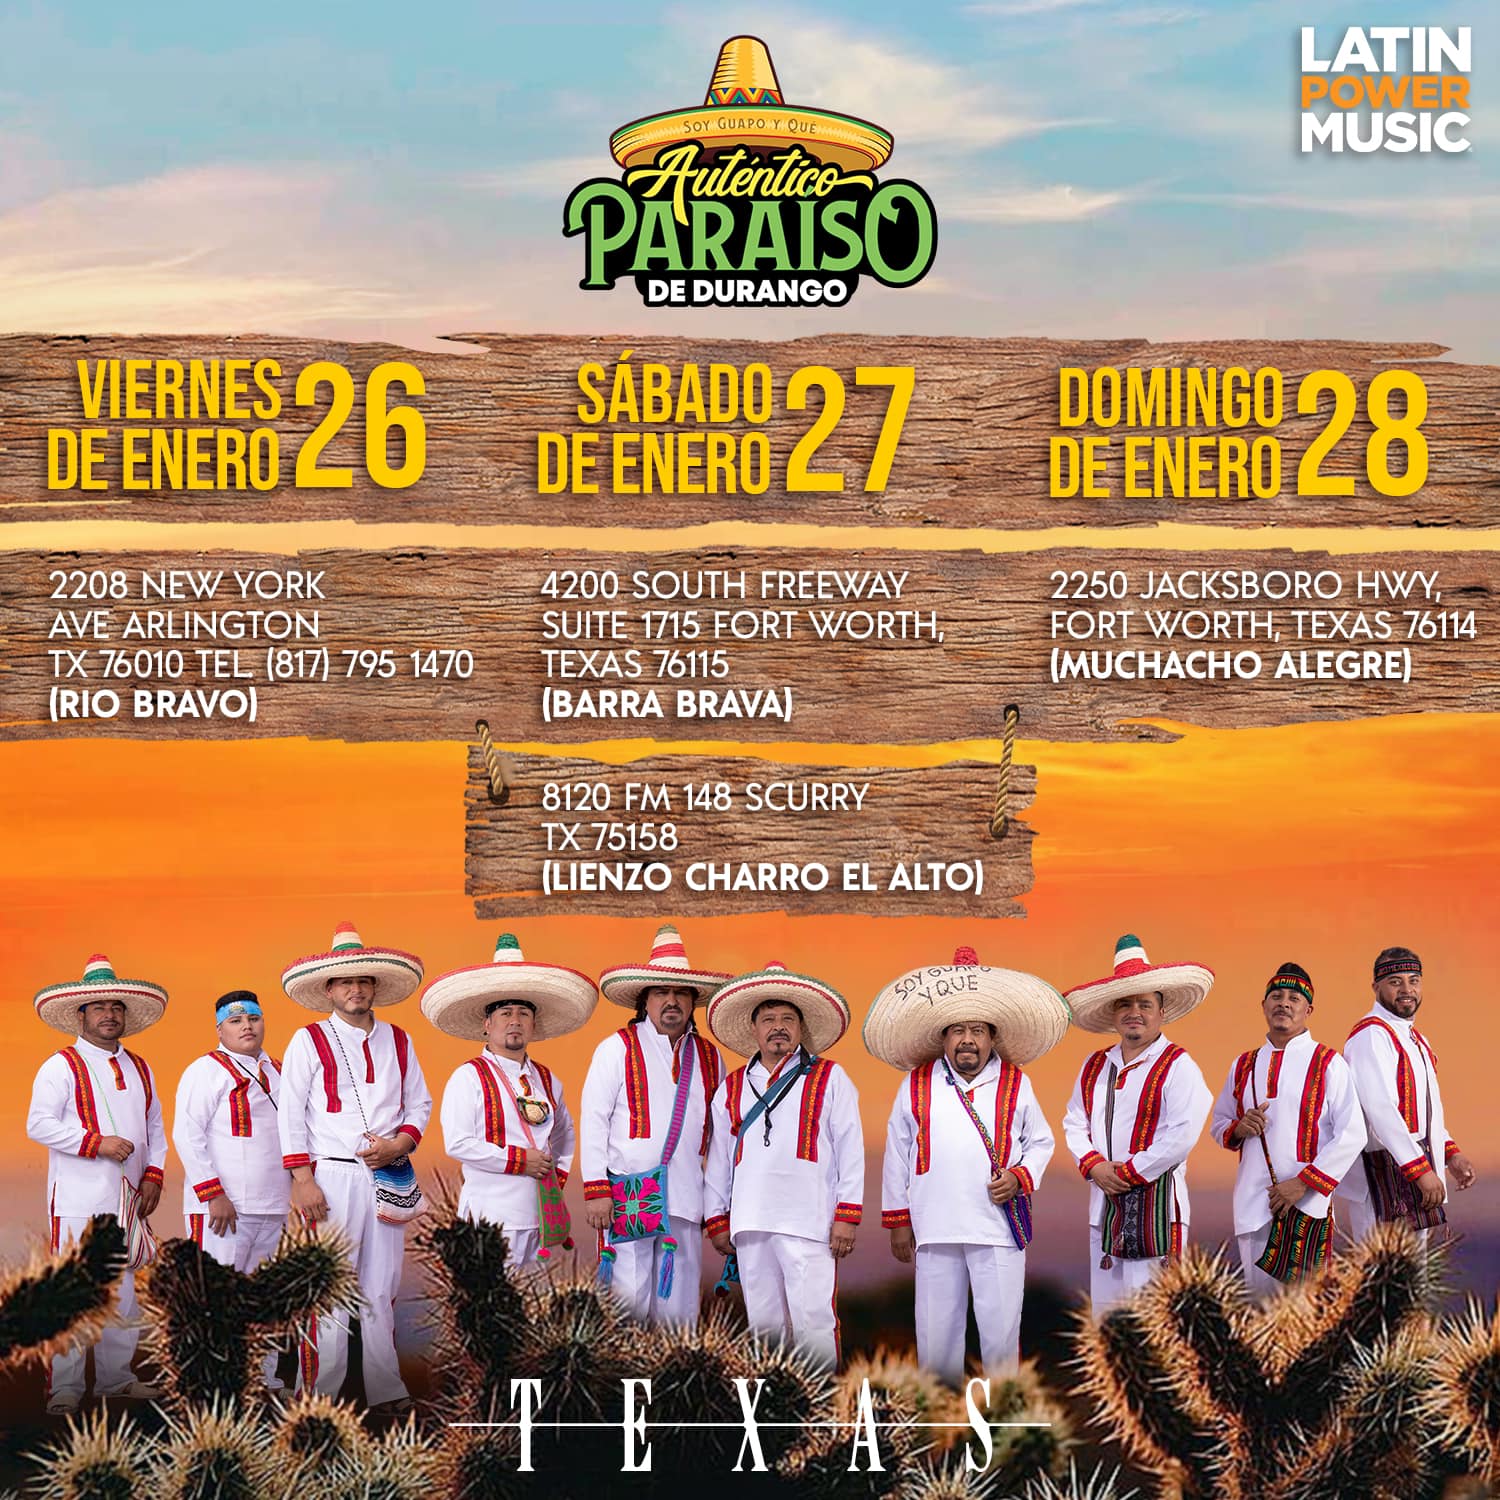 LATIN
POWER
MUSIC
SOY GUAPO Y QUÉ
Auténtico
PARAÍSO
DE DURANGO
VIERNES
DE ENERO 26
SÁBADO
DE ENERO 27
DOMINGO
DE ENERO 28
2208 NEW YORK
AVE ARLINGTON
TX 76010 TEL. (817) 795 1470
(RIO BRAVO)
4200 SOUTH FREEWAY
SUITE 1715 FORT WORTH,
TEXAS 76115
(BARRA BRAVA)
2250 JACKSBORO HWY,
FORT WORTH, TEXAS 76114
(MUCHACHO ALEGRE)
8120 FM 148 SCURRY
TX 75158
(LIENZO CHARRO EL ALTO)
SOY GUAPO
Y QUE
TEXAS